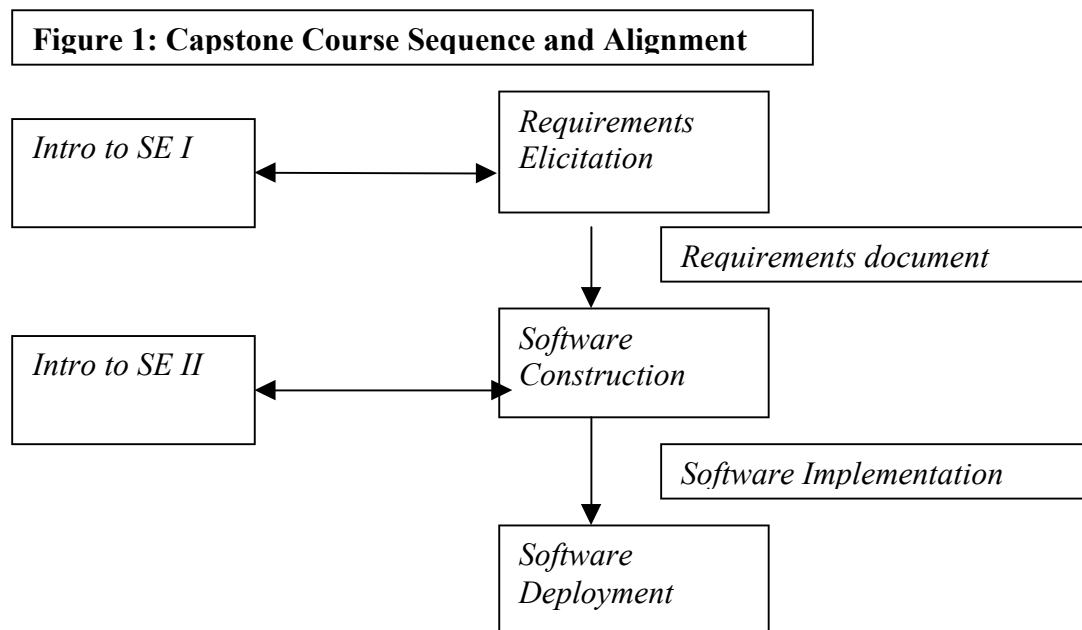 Figure 1: Capstone Course Sequence and Alignment
Intro to SE I
Requirements
Elicitation
Requirements document
Intro to SE II
Software
Construction
Software Implementation
Software
Deployment